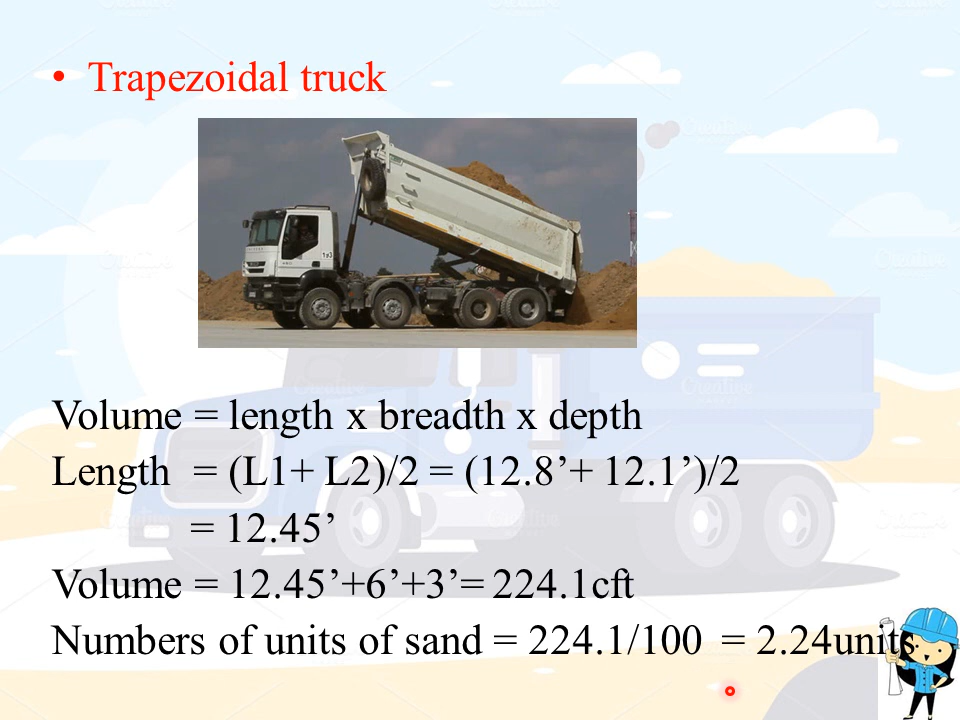 • Trapezoidal truck
Volume = length x breadth x depth
Length = (L1+ L2)/2 = (12.8’+ 12.1’)/2
= 12.45’
Volume = 12.45’+6’+3’= 224.1cft
Numbers of units of sand = 224.1/100 = 2.24units